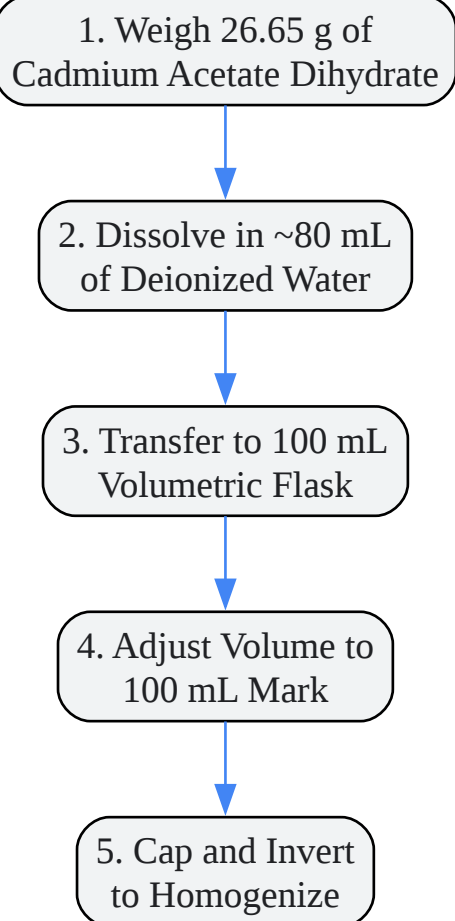 1. Weigh 26.65 g of
Cadmium Acetate Dihydrate
2. Dissolve in ~80 mL
of Deionized Water
3. Transfer to 100 mL
Volumetric Flask
4. Adjust Volume to
100 mL Mark
5. Cap and Invert
to Homogenize